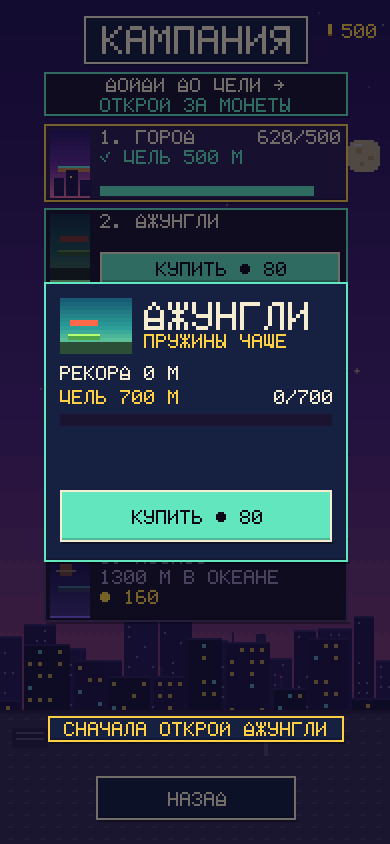 КАМПАНИЯ
500
ДОЙДИ ДО ЦЕЛИ →
ОТКРОЙ ЗА МОНЕТЫ
1. ГОРОД 620/500
✓ ЦЕЛЬ 500 М
2. ДЖУНГЛИ
КУПИТЬ ● 80
ДЖУНГЛИ
ПРУЖИНЫ ЧАЩЕ
РЕКОРД 0 М
ЦЕЛЬ 700 М 0/700
КУПИТЬ ● 80
1300 М В ОКЕАНЕ
● 160
СНАЧАЛА ОТКРОЙ ДЖУНГЛИ
НАЗАД